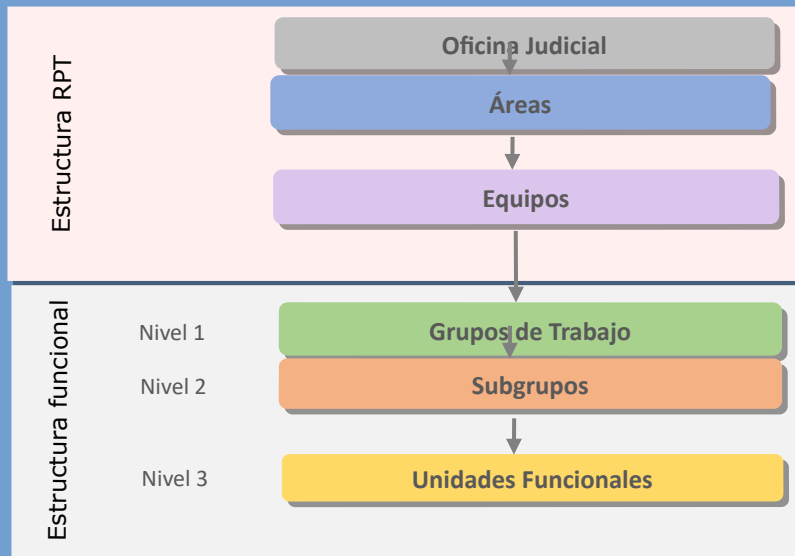 Estructura RPT
Oficina Judicial
Áreas
Equipos
Estructura funcional
Nivel 1
Grupos de Trabajo
Nivel 2
Subgrupos
Nivel 3
Unidades Funcionales